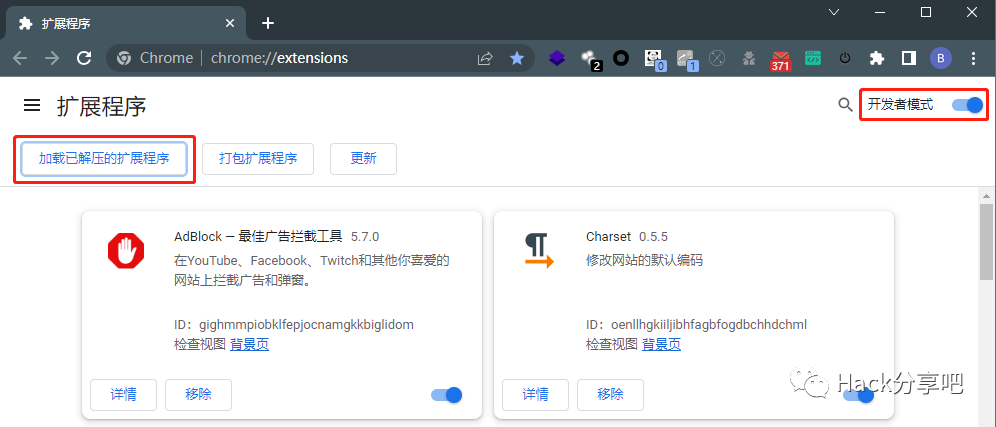 扩展程序
Chrome | chrome://extensions
2
0
1
371
B
扩展程序
开发者模式
加载已解压的扩展程序 打包扩展程序 更新
AdBlock — 最佳广告拦截工具 5.7.0
在YouTube、Facebook、Twitch和其他你喜爱的
网站上拦截广告和弹窗。
ID：gighmmpiobklfepjocnamgkkbiglidom
检查视图 背景页
详情 移除
Charset 0.5.5
修改网站的默认编码
ID：oenllhgkiiljibhfagbfogdbchhdchml
检查视图 背景页
详情 移除
Hack分享吧